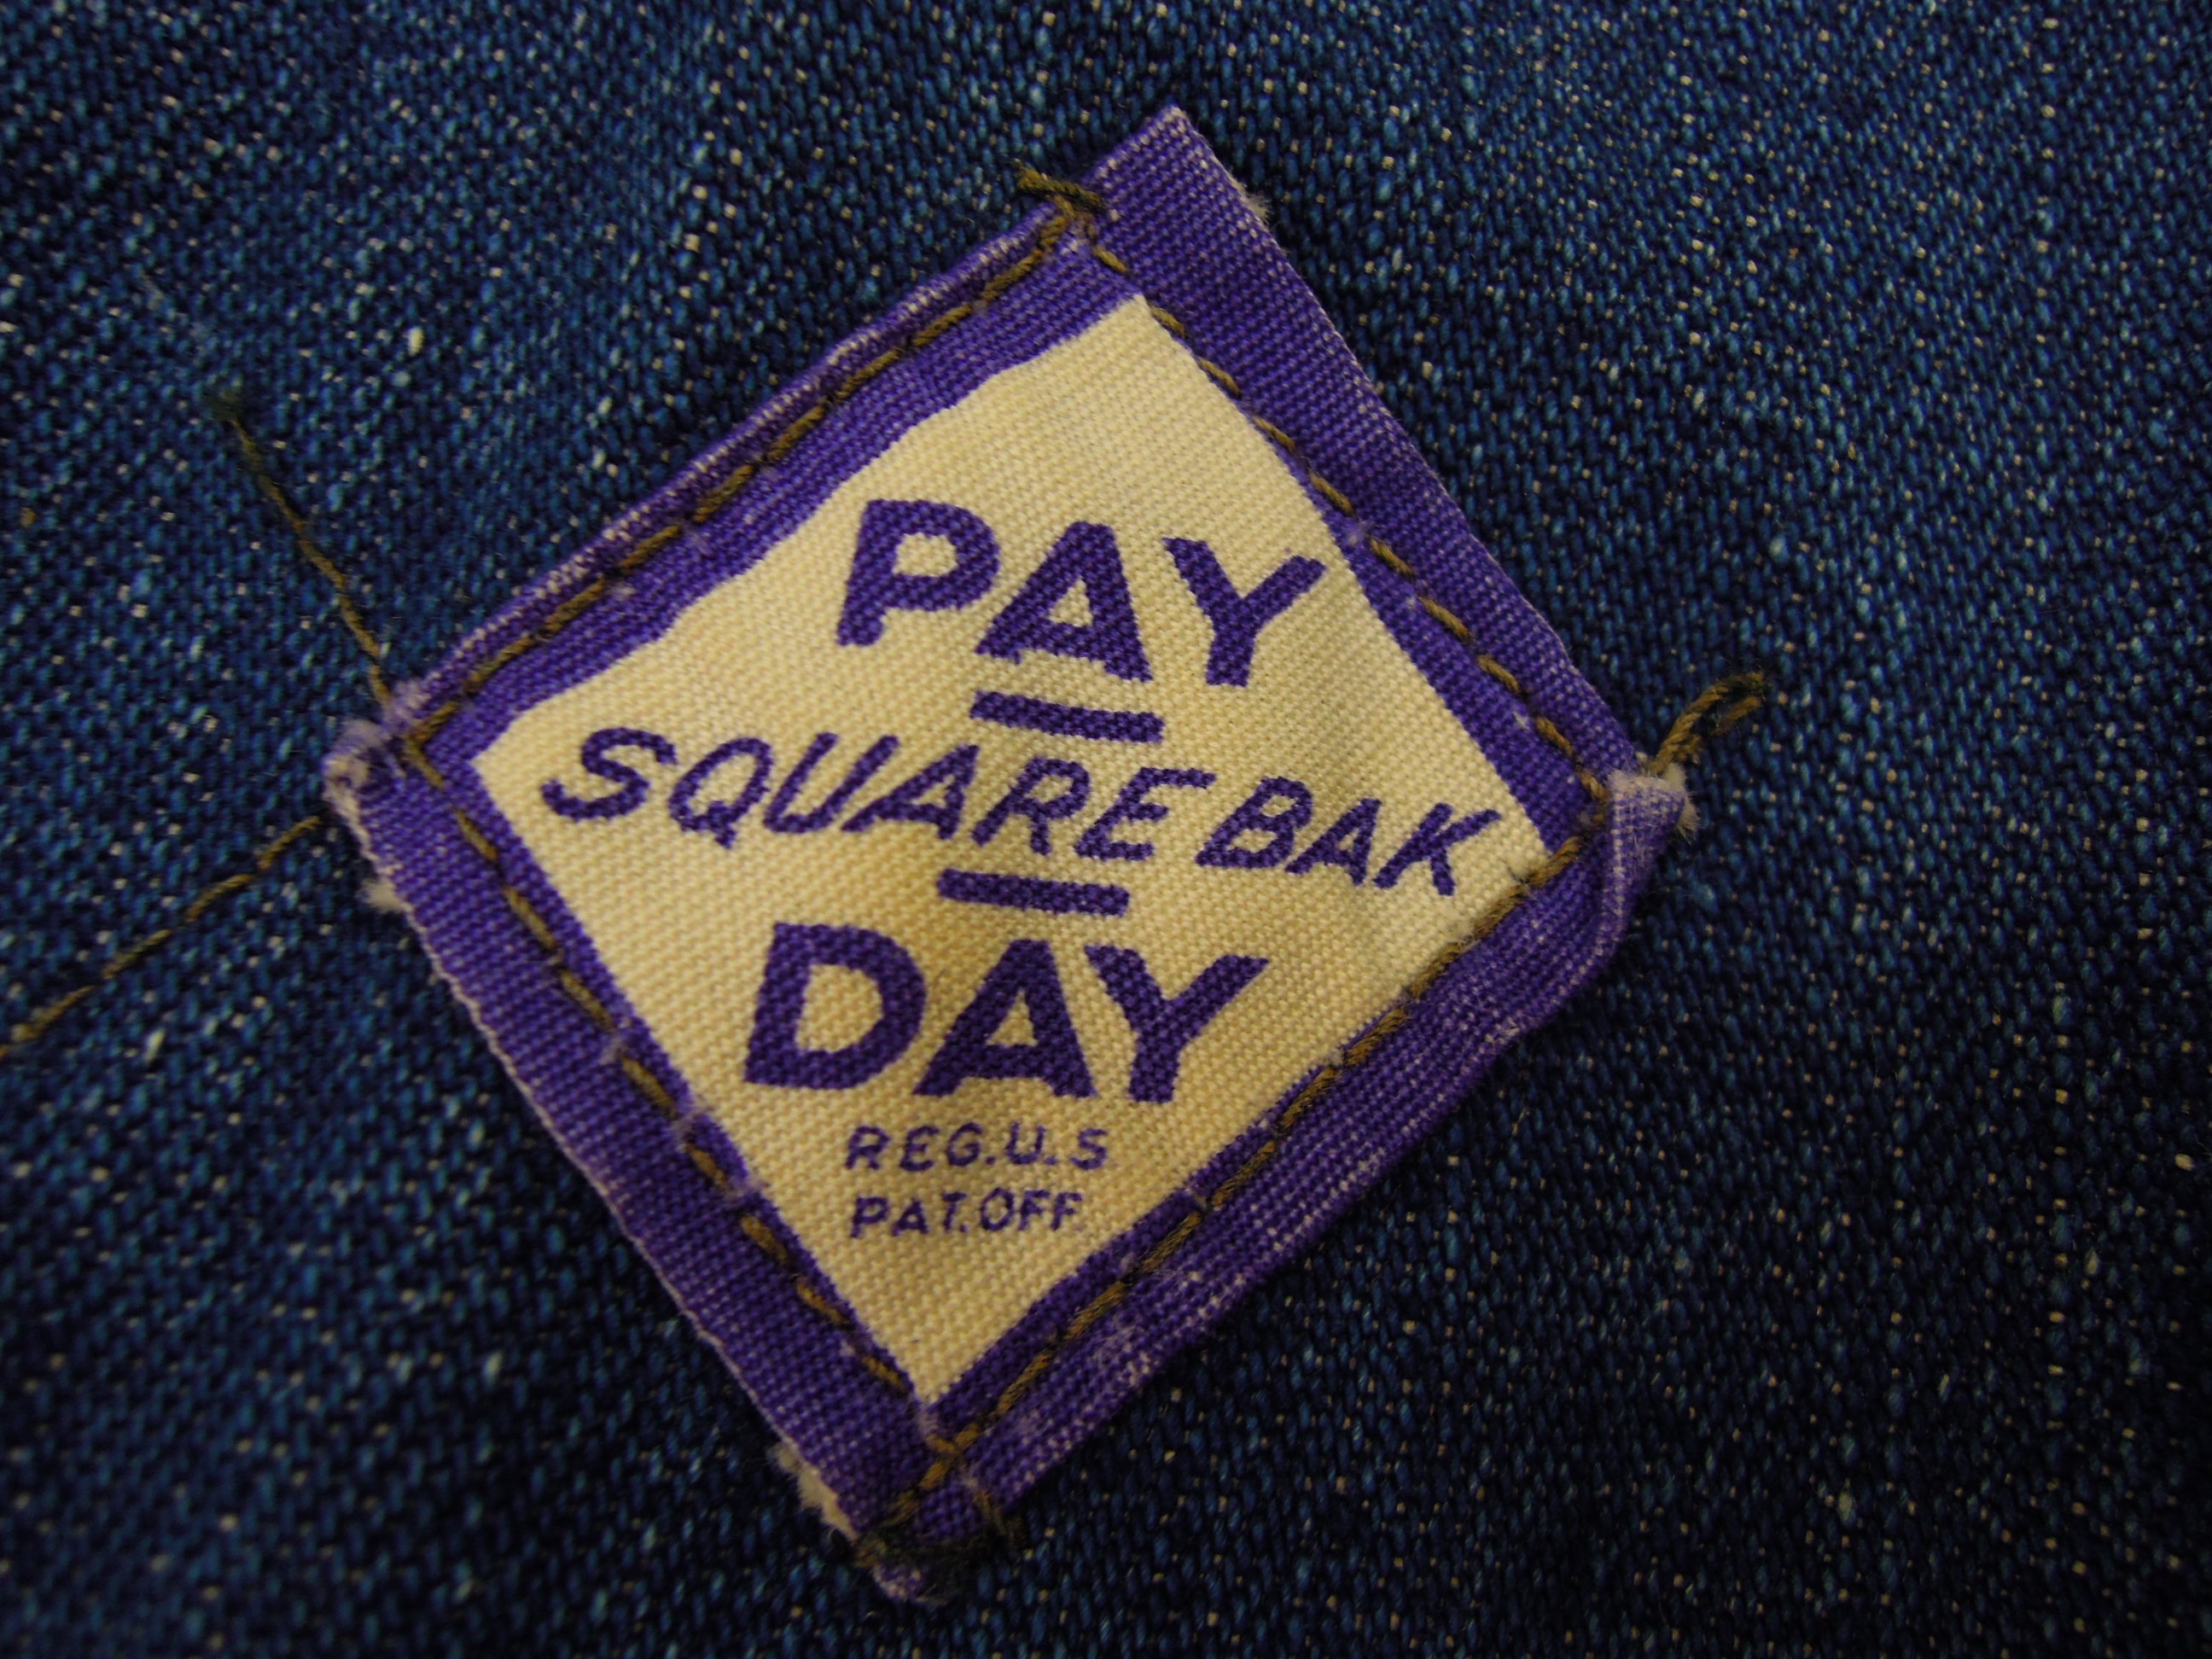 PAY
SQUARE BAK
DAY
REG.U.S
PAT.OFF.